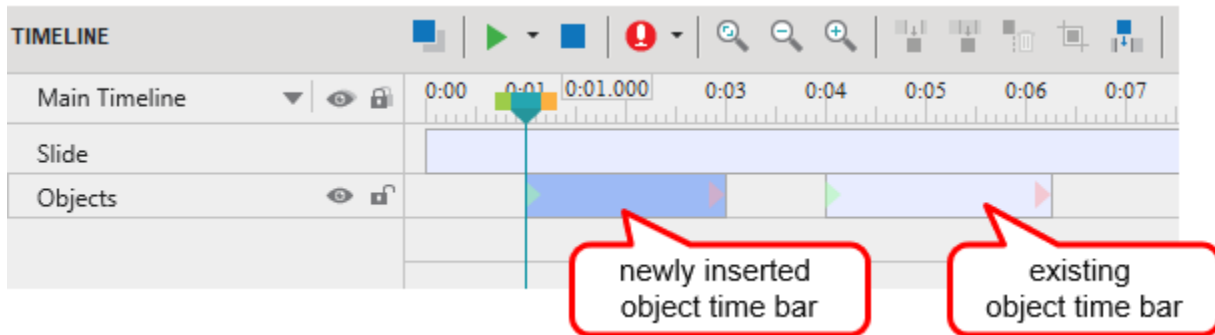 TIMELINE
Main Timeline 0:00 0:01 0:01.000 0:03 0:04 0:05 0:06 0:07
Slide
Objects
newly inserted
object time bar
existing
object time bar